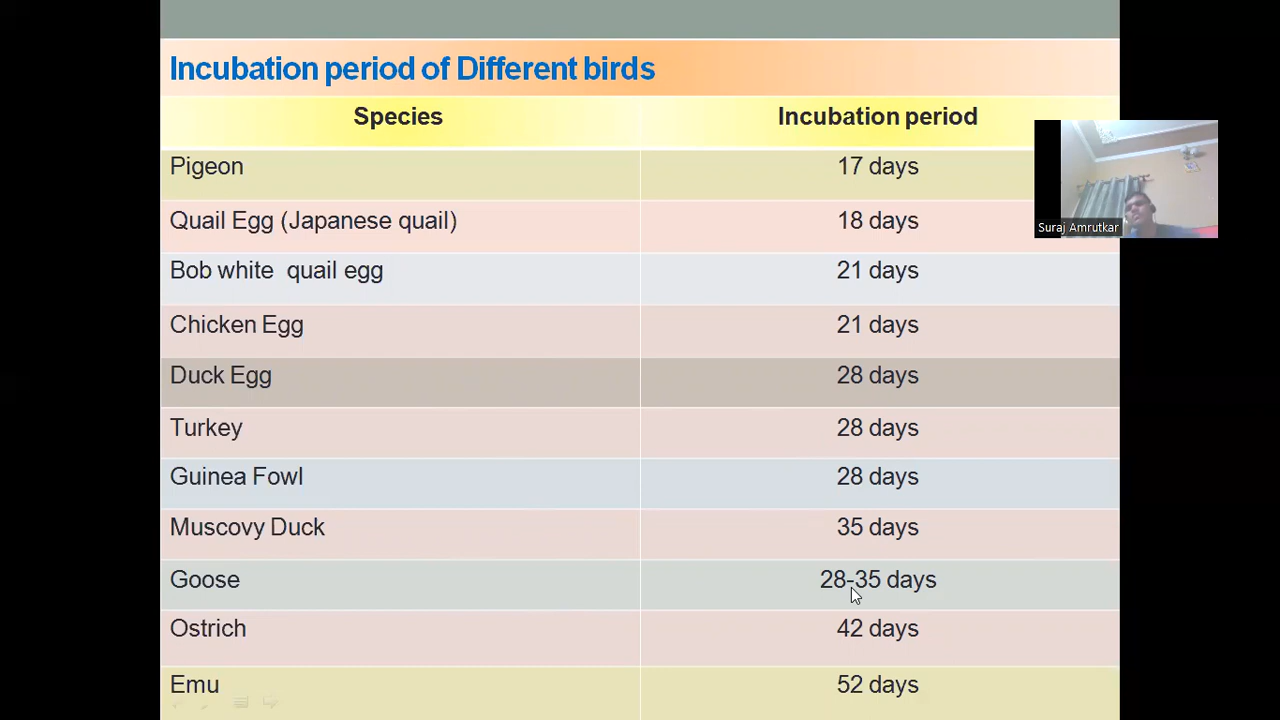 Incubation period of Different birds
Species Incubation period
Pigeon 17 days
Quail Egg (Japanese quail) 18 days
Bob white quail egg 21 days
Chicken Egg 21 days
Duck Egg 28 days
Turkey 28 days
Guinea Fowl 28 days
Muscovy Duck 35 days
Goose 28-35 days
Ostrich 42 days
Emu 52 days
Suraj Amrutkar